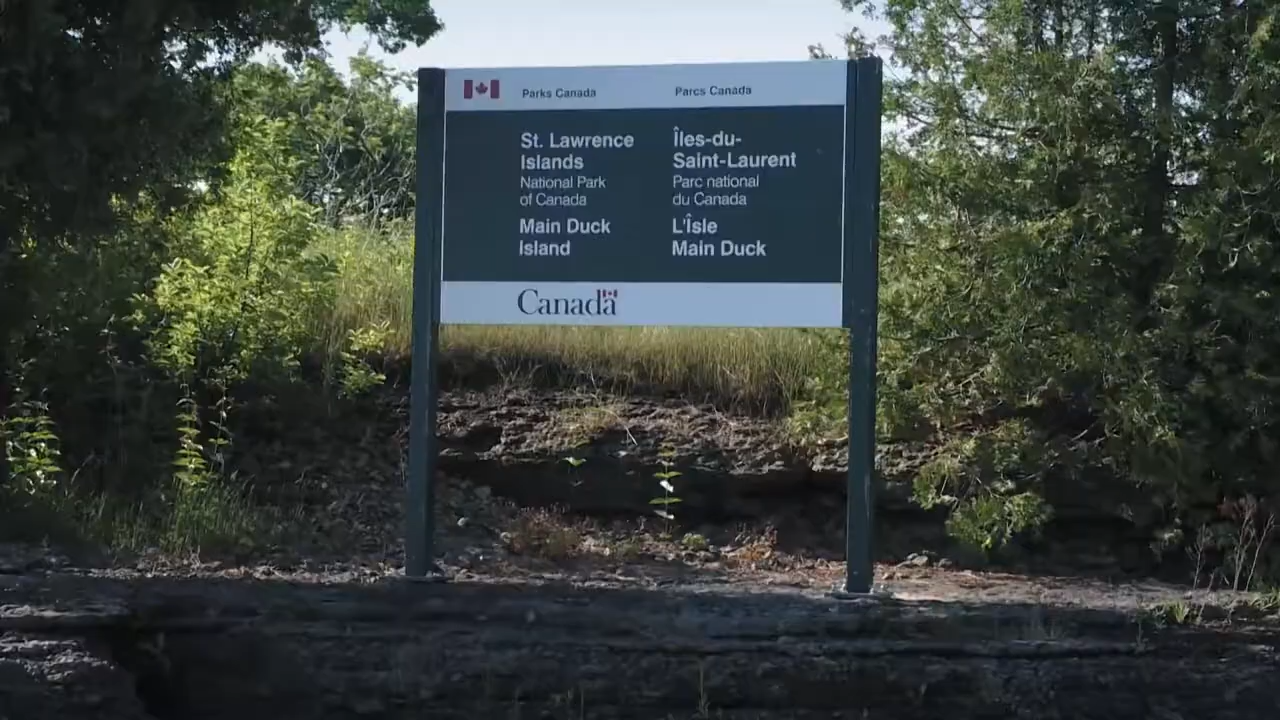 Parks Canada
Parcs Canada
St. Lawrence
Islands
National Park
of Canada
Main Duck
Island
Îles-du-
Saint-Laurent
Parc national
du Canada
L'Îsle
Main Duck
Canada